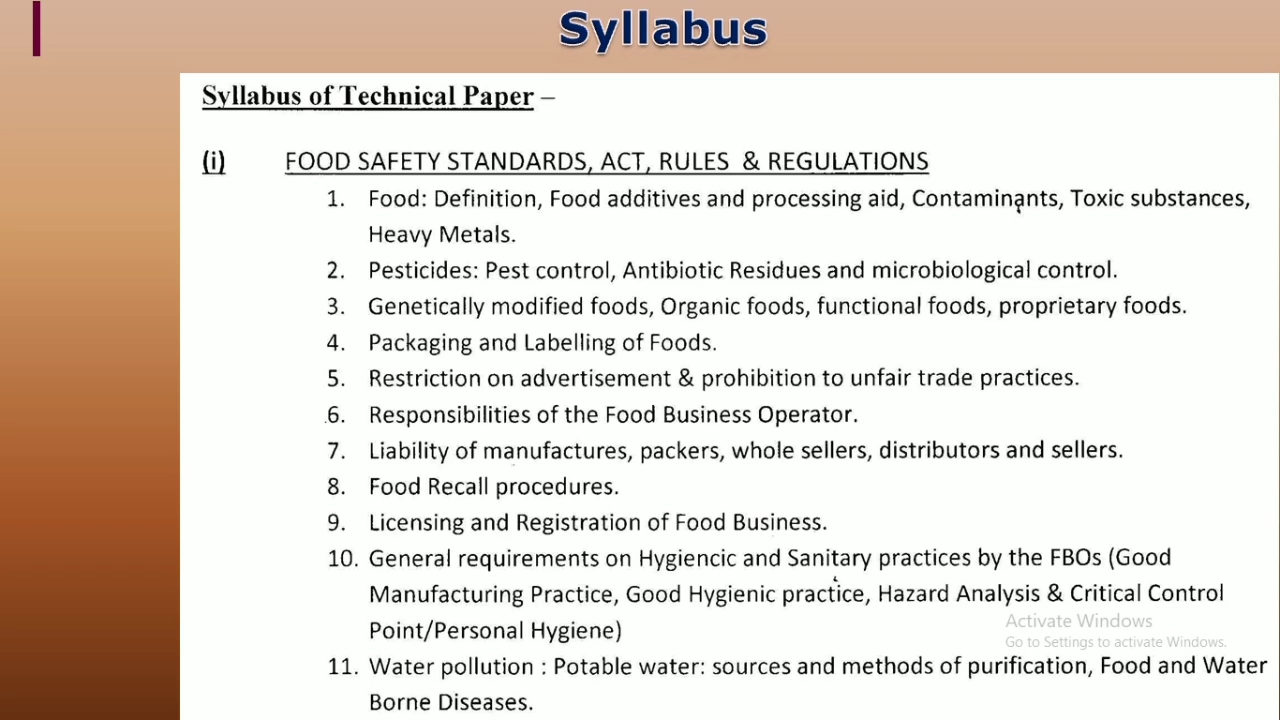 Syllabus
Syllabus of Technical Paper –
(i) FOOD SAFETY STANDARDS, ACT, RULES & REGULATIONS
1. Food: Definition, Food additives and processing aid, Contaminants, Toxic substances,
Heavy Metals.
2. Pesticides: Pest control, Antibiotic Residues and microbiological control.
3. Genetically modified foods, Organic foods, functional foods, proprietary foods.
4. Packaging and Labelling of Foods.
5. Restriction on advertisement & prohibition to unfair trade practices.
6. Responsibilities of the Food Business Operator.
7. Liability of manufactures, packers, whole sellers, distributors and sellers.
8. Food Recall procedures.
9. Licensing and Registration of Food Business.
10. General requirements on Hygiencic and Sanitary practices by the FBOs (Good
Manufacturing Practice, Good Hygienic practice, Hazard Analysis & Critical Control
Point/Personal Hygiene)
Activate Windows
Go to Settings to activate Windows.
11. Water pollution : Potable water: sources and methods of purification, Food and Water
Borne Diseases.